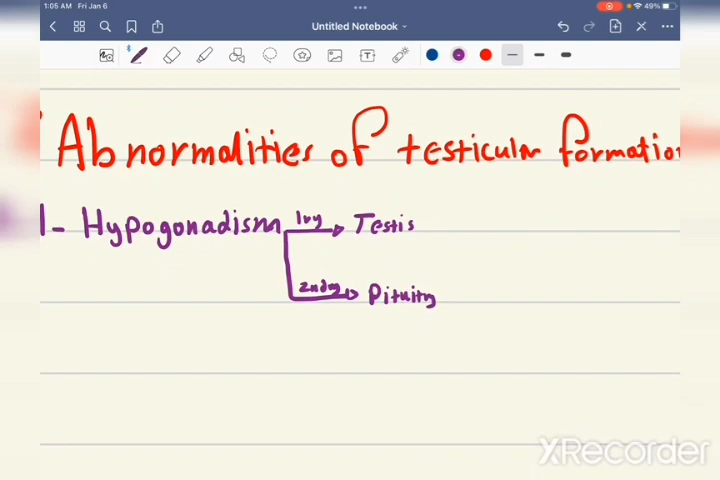 1:05 AM Fri Jan 6
49%
Untitled Notebook
Abnormalities of testicular formation
1- Hypogonadism 1ry Testis
2ndry Pituity
XRecorder